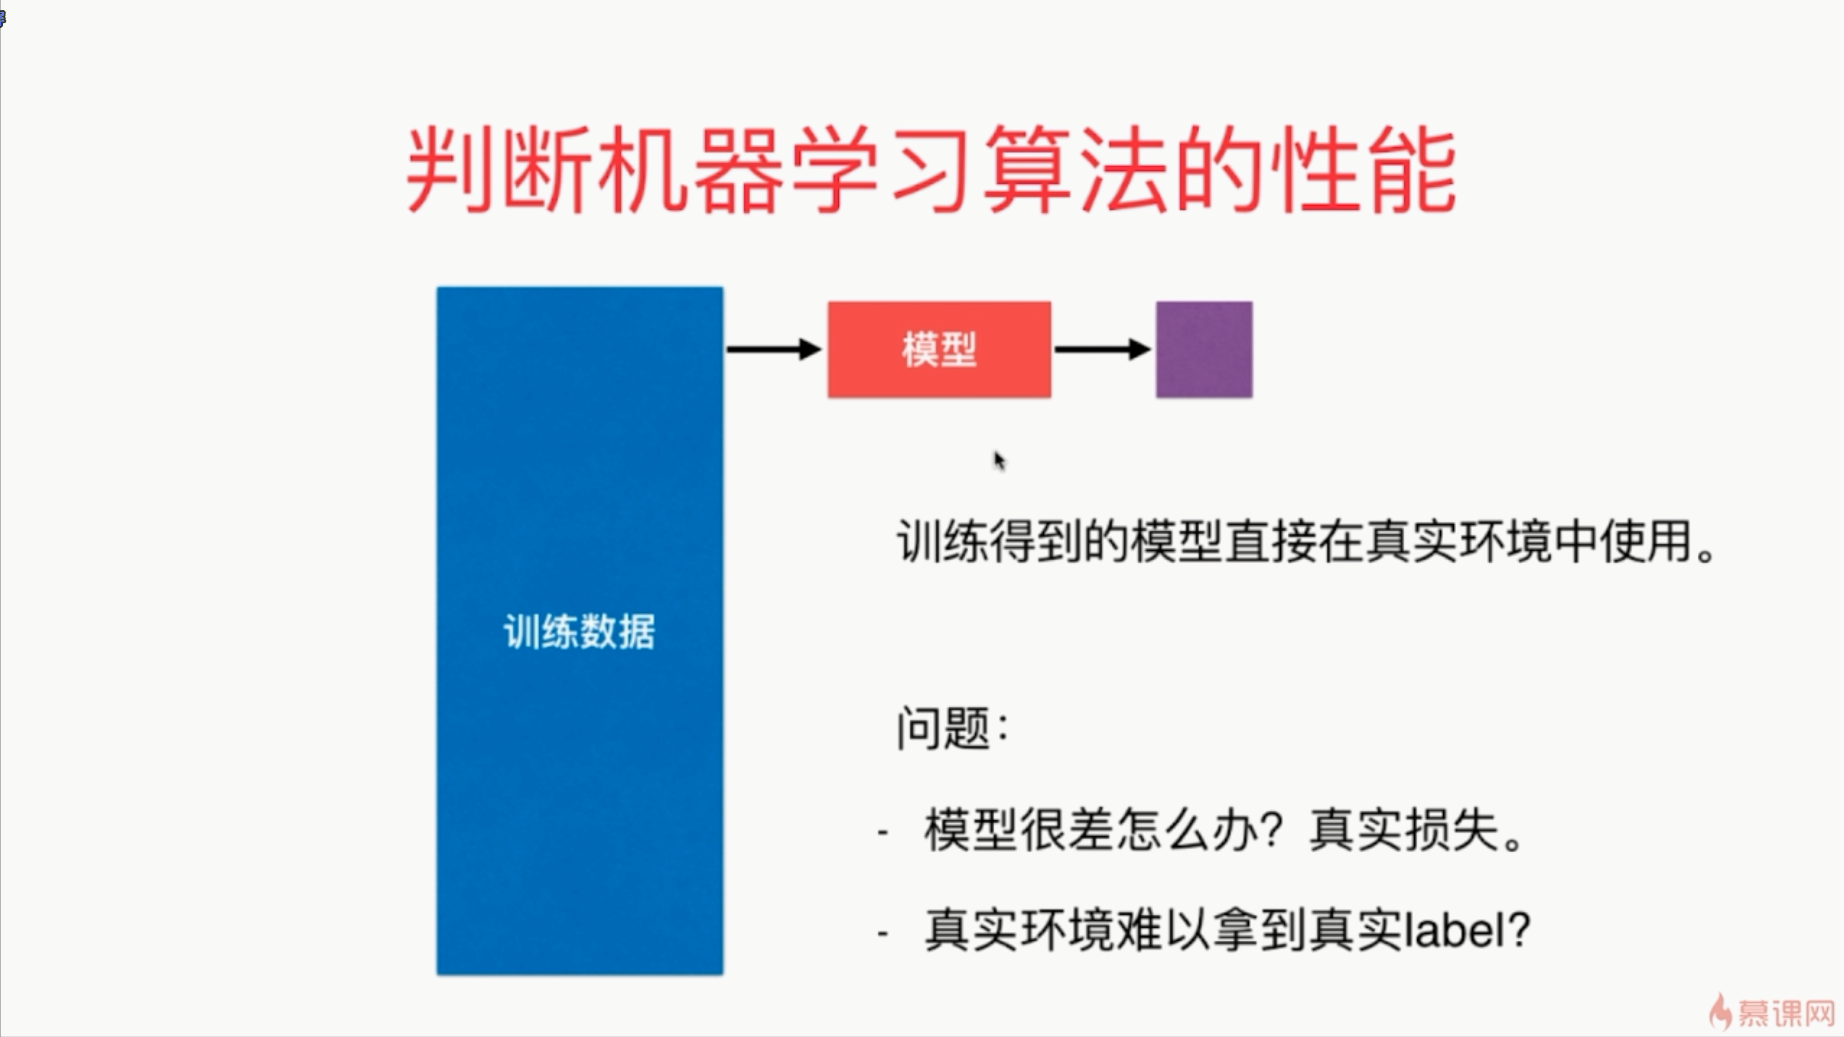 判断机器学习算法的性能
模型
训练得到的模型直接在真实环境中使用。
训练数据
问题：
- 模型很差怎么办？真实损失。
- 真实环境难以拿到真实label？
慕课网